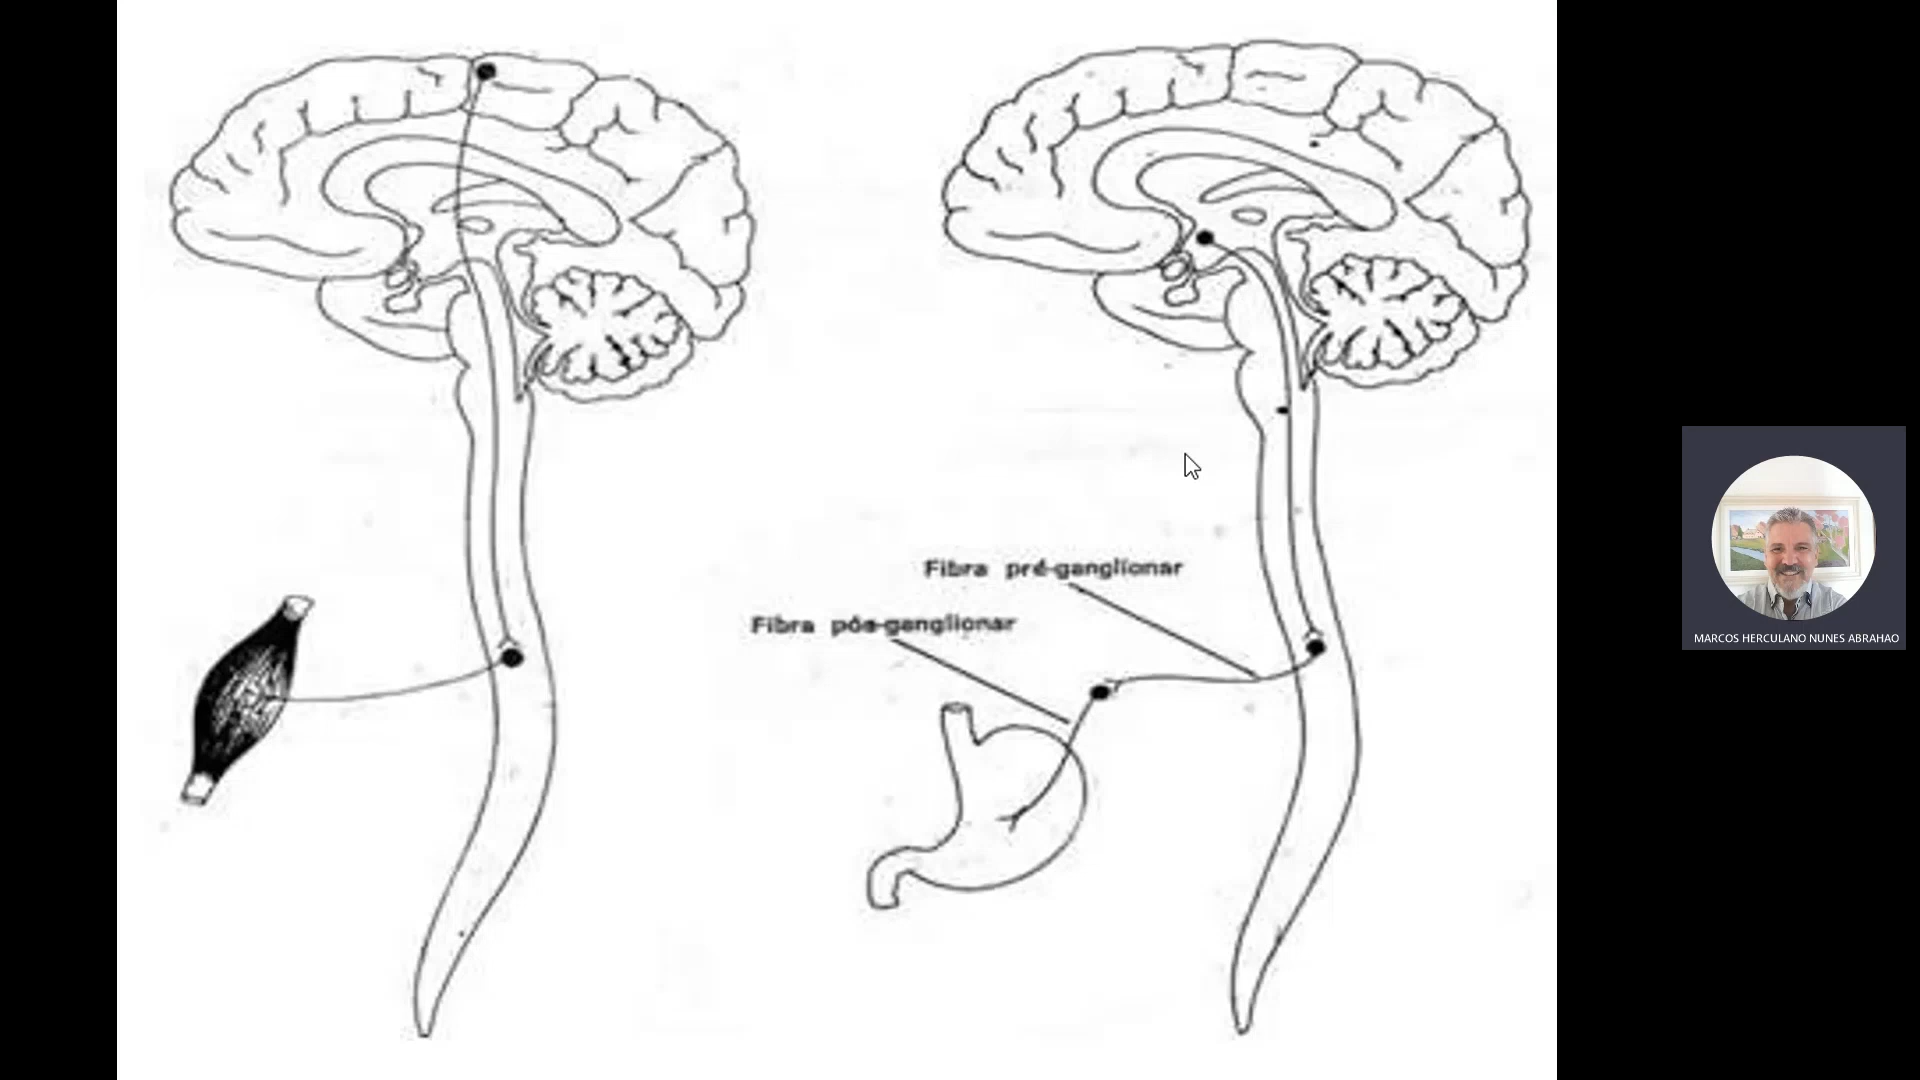 Fibra pré-ganglionar
Fibra pós-ganglionar
MARCOS HERCULANO NUNES ABRAHAO